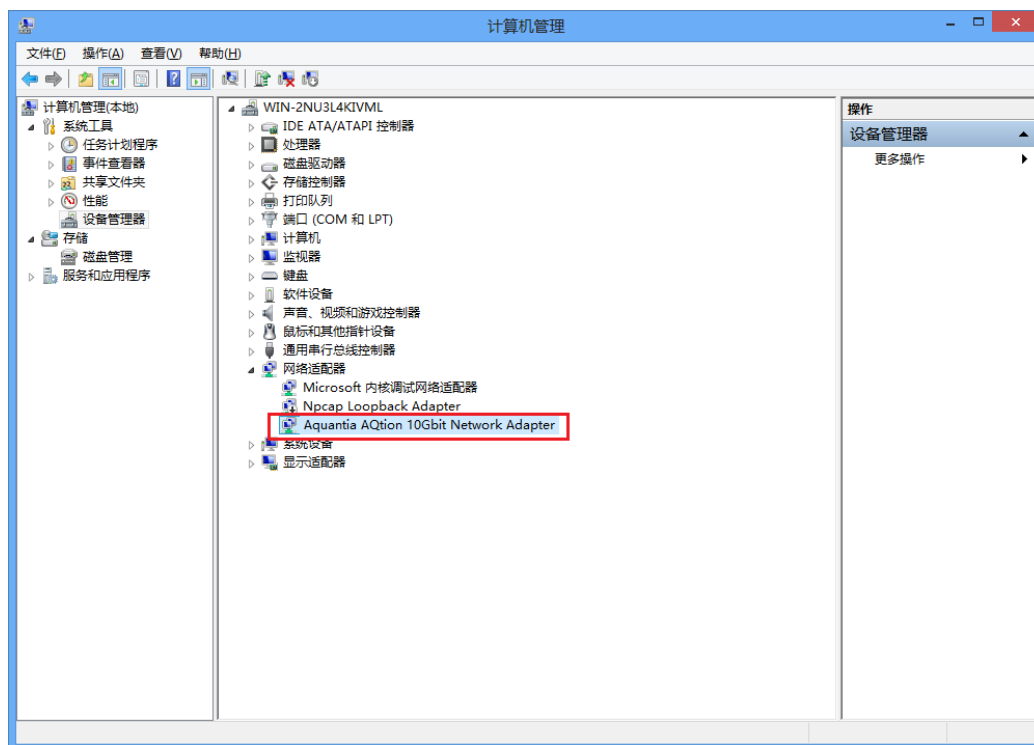 计算机管理
文件(F) 操作(A) 查看(V) 帮助(H)
计算机管理(本地)
系统工具
任务计划程序
事件查看器
共享文件夹
性能
设备管理器
存储
磁盘管理
服务和应用程序
WIN-2NU3L4KIVML
IDE ATA/ATAPI 控制器
处理器
磁盘驱动器
存储控制器
打印队列
端口 (COM 和 LPT)
计算机
监视器
键盘
软件设备
声音、视频和游戏控制器
鼠标和其他指针设备
通用串行总线控制器
网络适配器
Microsoft 内核调试网络适配器
Npcap Loopback Adapter
Aquantia AQtion 10Gbit Network Adapter
系统设备
显示适配器
操作
设备管理器
更多操作